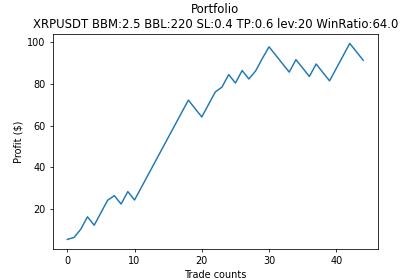 Portfolio
XRPUSDT BBM:2.5 BBL:220 SL:0.4 TP:0.6 lev:20 WinRatio:64.0
100
80
60
40
20
Profit ($)
0
10
20
30
40
Trade counts